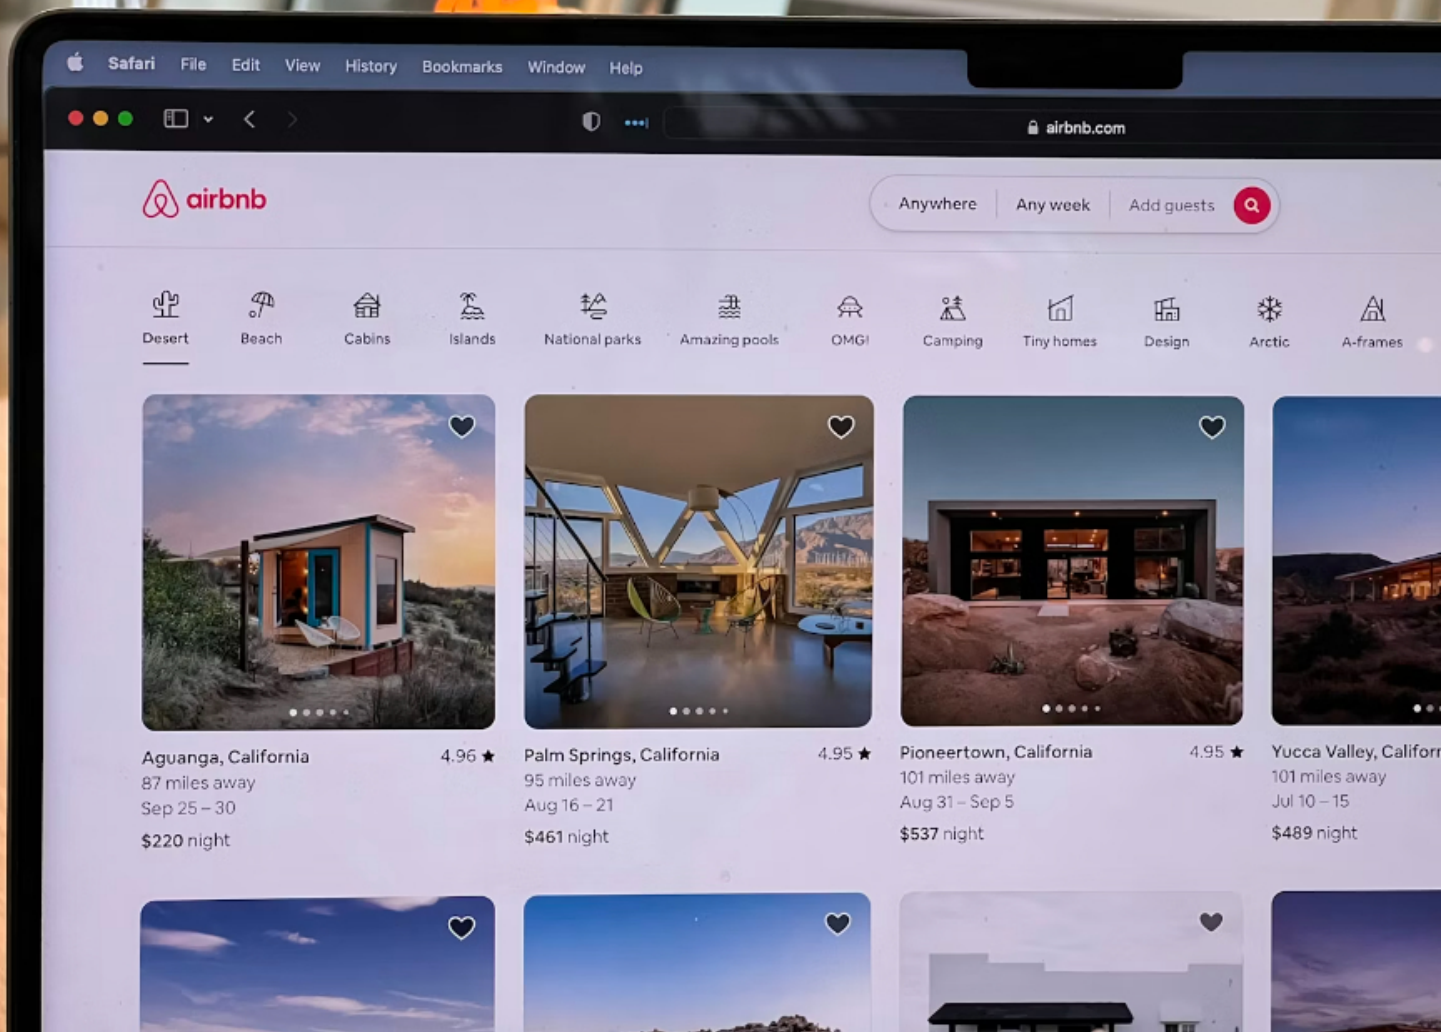 Safari File Edit View History Bookmarks Window Help
airbnb.com
airbnb
Anywhere Any week Add guests
Desert Beach Cabins Islands National parks Amazing pools OMG! Camping Tiny homes Design Arctic A-frames
Aguanga, California 4.96 ★
87 miles away
Sep 25 – 30
$220 night
Palm Springs, California 4.95 ★
95 miles away
Aug 16 – 21
$461 night
Pioneertown, California 4.95 ★
101 miles away
Aug 31 – Sep 5
$537 night
Yucca Valley, Califor
101 miles away
Jul 10 – 15
$489 night